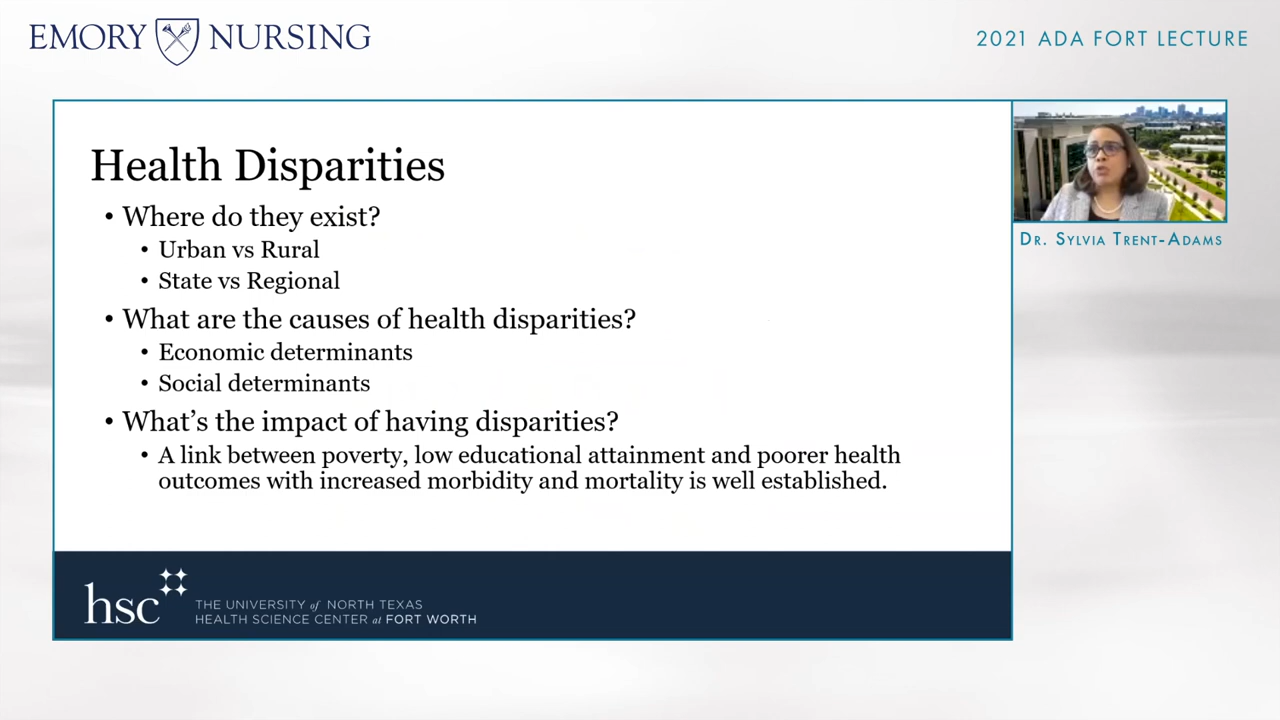 EMORY NURSING
2021 ADA FORT LECTURE
Health Disparities
• Where do they exist?
• Urban vs Rural
• State vs Regional
• What are the causes of health disparities?
• Economic determinants
• Social determinants
• What’s the impact of having disparities?
• A link between poverty, low educational attainment and poorer health
outcomes with increased morbidity and mortality is well established.
DR. SYLVIA TRENT-ADAMS
hsc
THE UNIVERSITY of NORTH TEXAS
HEALTH SCIENCE CENTER at FORT WORTH